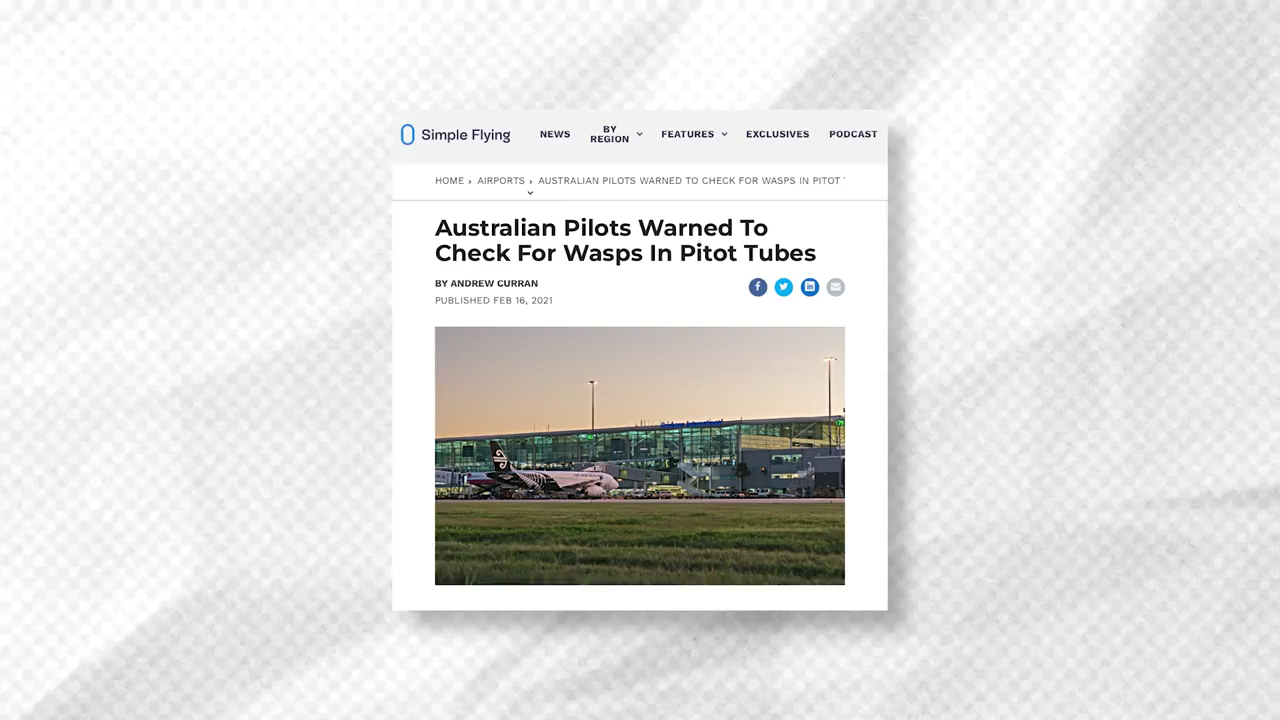 Simple Flying
NEWS
BY
REGION
FEATURES
EXCLUSIVES
PODCAST
HOME › AIRPORTS › AUSTRALIAN PILOTS WARNED TO CHECK FOR WASPS IN PITOT
Australian Pilots Warned To
Check For Wasps In Pitot Tubes
BY ANDREW CURRAN
PUBLISHED FEB 16, 2021